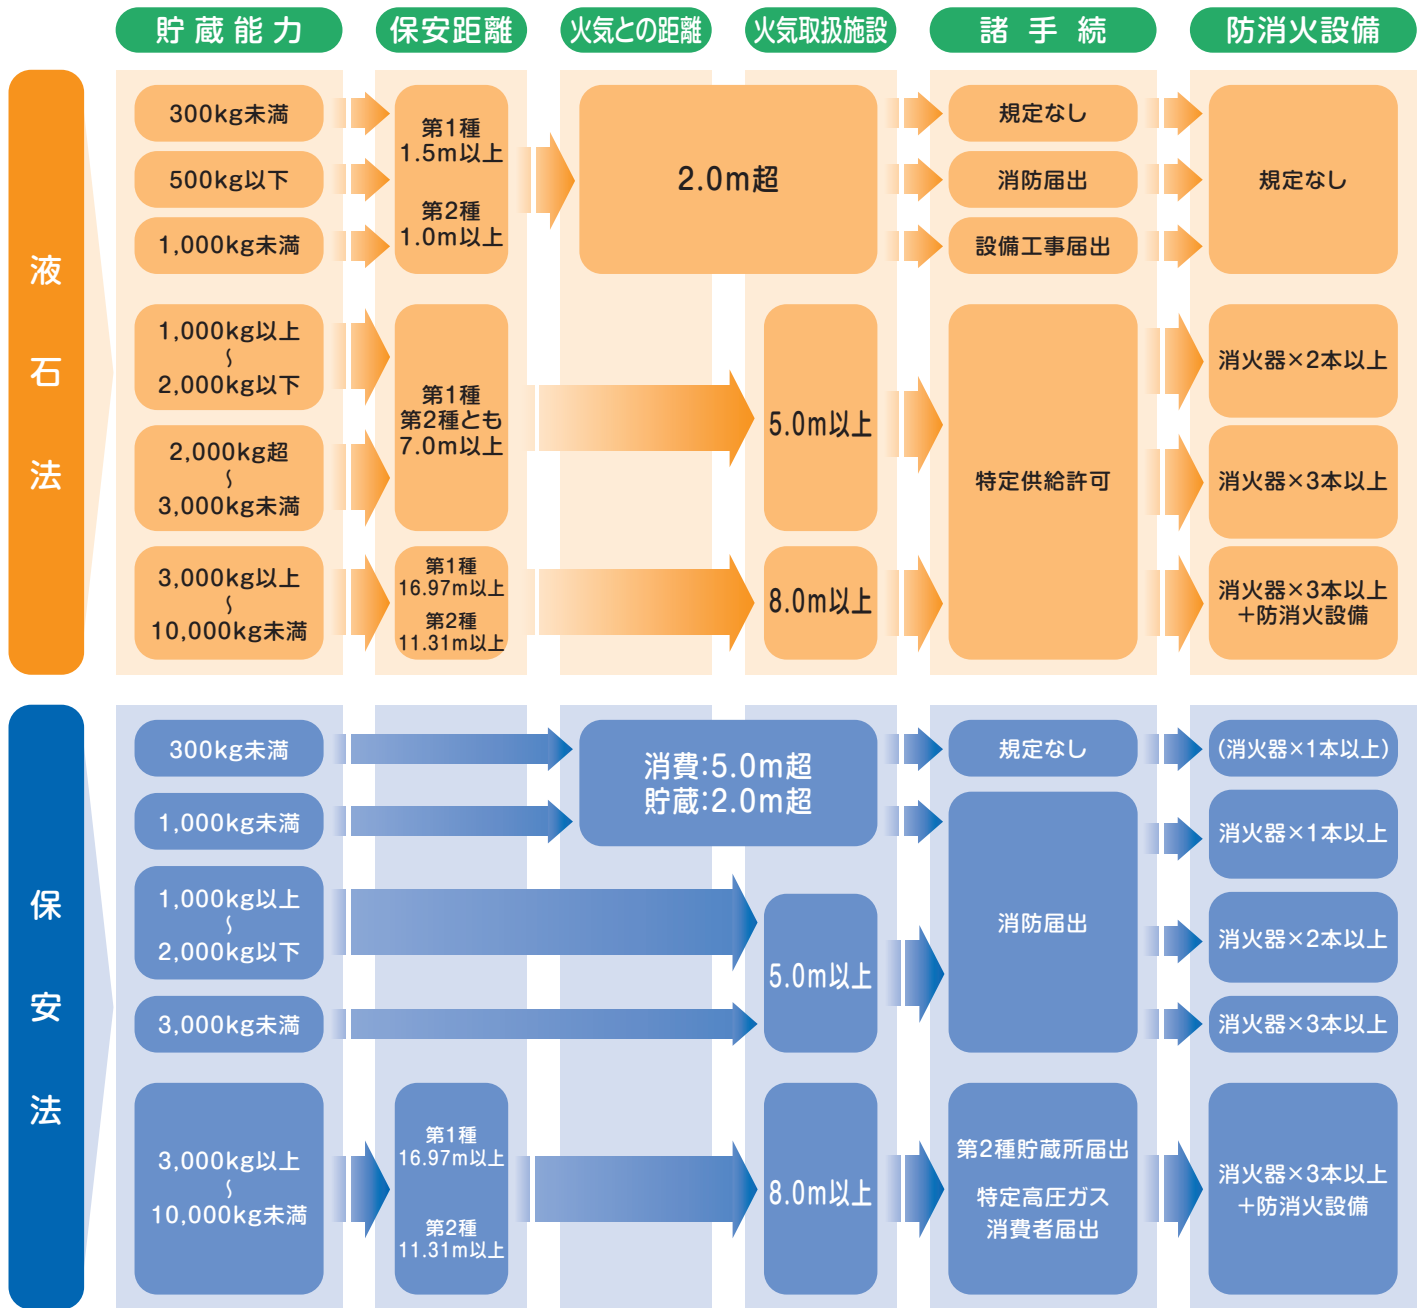 貯蔵能力
保安距離
火気との距離
火気取扱施設
諸手続
防消火設備
液石法
300kg未満
500kg以下
1,000kg未満
第1種
1.5m以上
第2種
1.0m以上
2.0m超
規定なし
消防届出
設備工事届出
規定なし
1,000kg以上
〜
2,000kg以下
2,000kg超
〜
3,000kg未満
第1種
第2種とも
7.0m以上
5.0m以上
特定供給許可
消火器×2本以上
消火器×3本以上
3,000kg以上
〜
10,000kg未満
第1種
16.97m以上
第2種
11.31m以上
8.0m以上
消火器×3本以上
+防消火設備
保安法
300kg未満
1,000kg未満
消費:5.0m超
貯蔵:2.0m超
規定なし
(消火器×1本以上)
消火器×1本以上
1,000kg以上
〜
2,000kg以下
3,000kg未満
5.0m以上
消防届出
消火器×2本以上
消火器×3本以上
3,000kg以上
〜
10,000kg未満
第1種
16.97m以上
第2種
11.31m以上
8.0m以上
第2種貯蔵所届出
特定高圧ガス
消費者届出
消火器×3本以上
+防消火設備